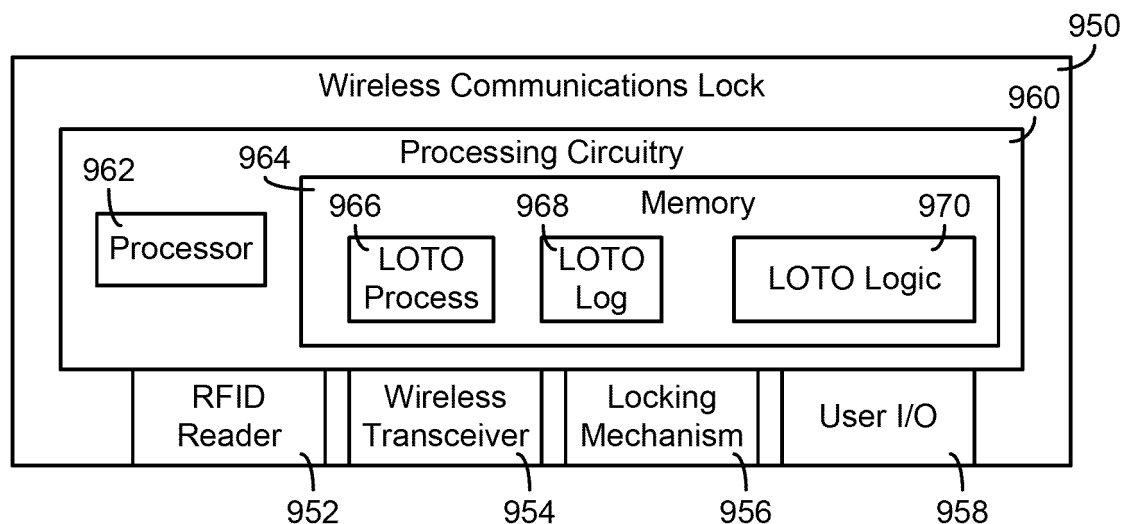 950
Wireless Communications Lock
960
Processing Circuitry
964
962
966
Memory
968
970
Processor
LOTO
Process
LOTO
Log
LOTO Logic
RFID
Reader
Wireless
Transceiver
Locking
Mechanism
User I/O
952
954
956
958